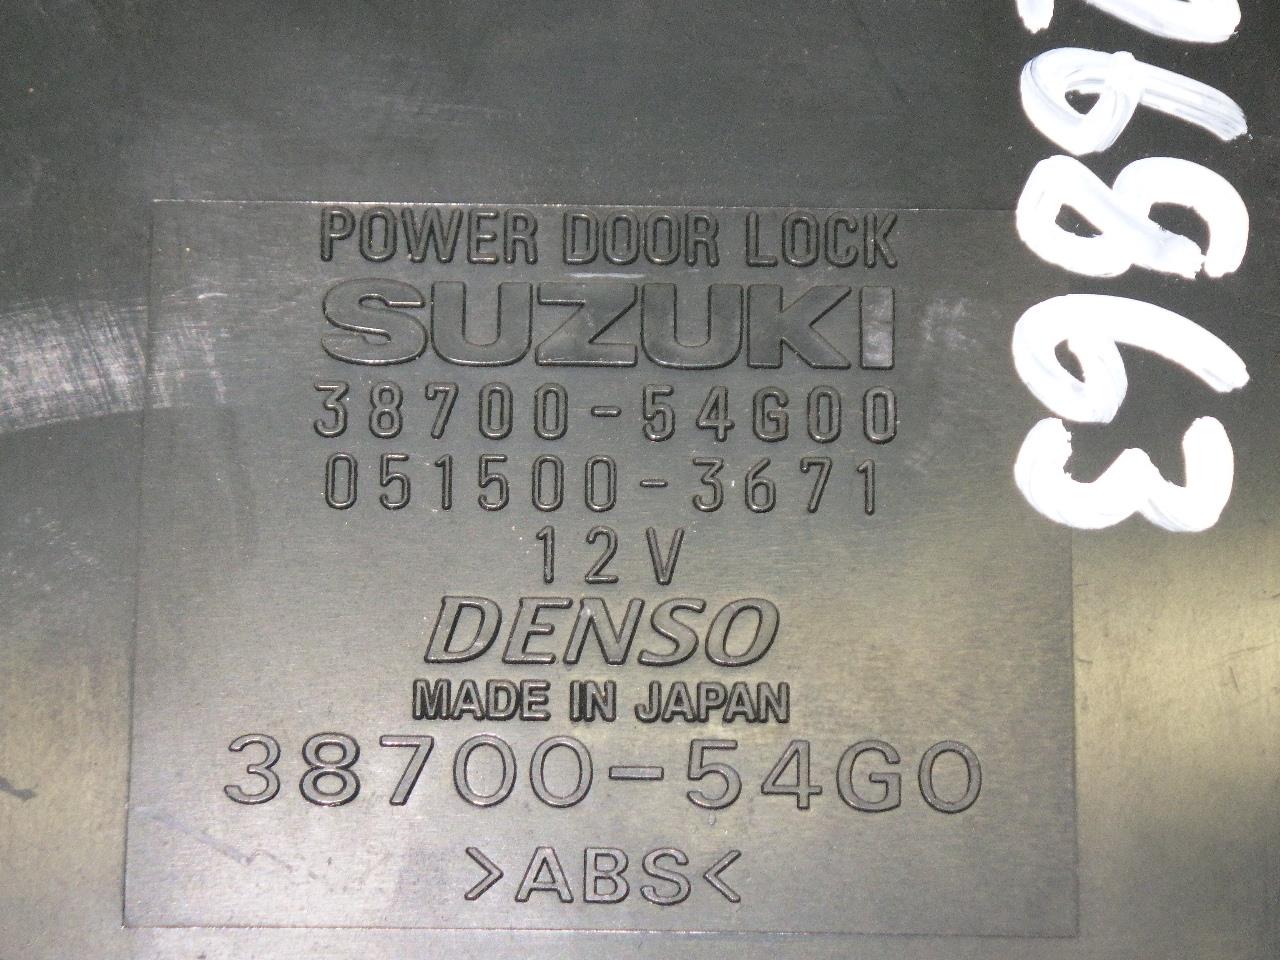 POWER DOOR LOCK
SUZUKI
38700-54G00
051500-3671
12V
DENSO
MADE IN JAPAN
38700-54G0
>ABS<